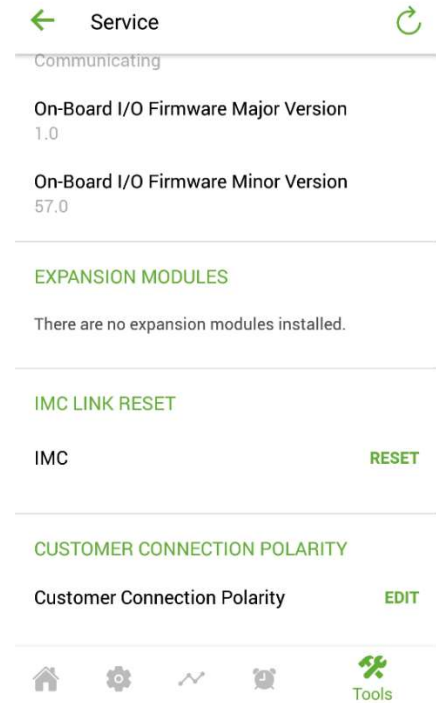 Service
Communicating
On-Board I/O Firmware Major Version
1.0
On-Board I/O Firmware Minor Version
57.0
EXPANSION MODULES
There are no expansion modules installed.
IMC LINK RESET
IMC RESET
CUSTOMER CONNECTION POLARITY
Customer Connection Polarity EDIT
Tools